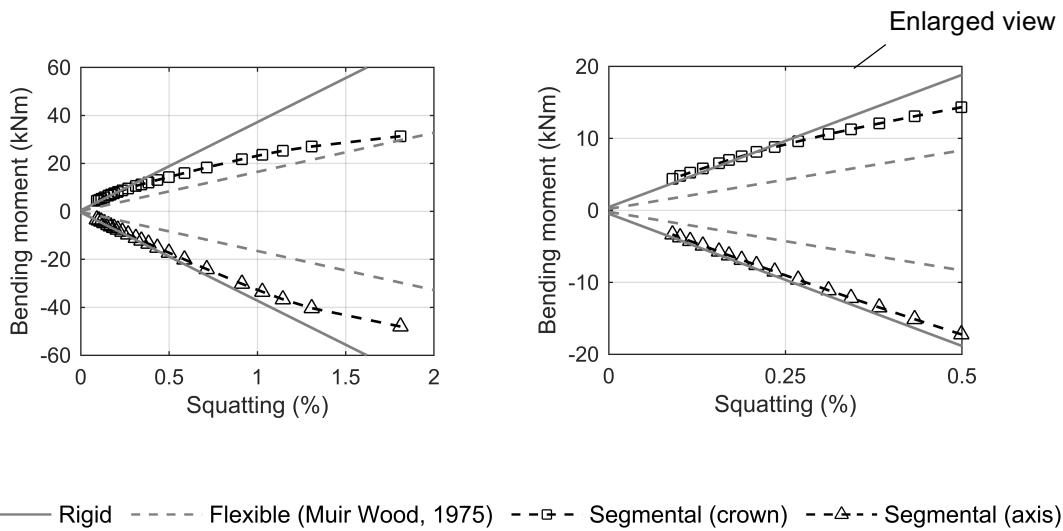 Enlarged view
60
40
20
0
-20
-40
-60
Bending moment (kNm)
0
0.5
1
1.5
2
Squatting (%)
20
10
0
-10
-20
Bending moment (kNm)
0
0.25
0.5
Squatting (%)
Rigid
Flexible (Muir Wood, 1975)
Segmental (crown)
Segmental (axis)